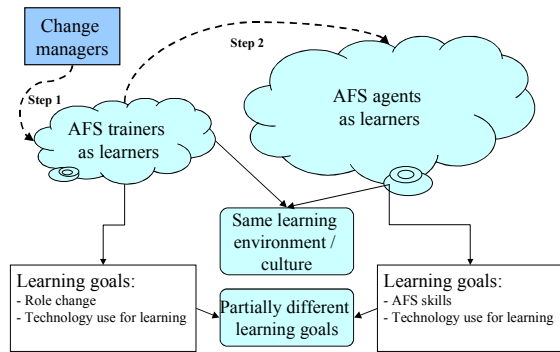 Change
managers
Step 1
Step 2
AFS trainers
as learners
AFS agents
as learners
Same learning
environment /
culture
Learning goals:
- Role change
- Technology use for learning
Partially different
learning goals
Learning goals:
- AFS skills
- Technology use for learning